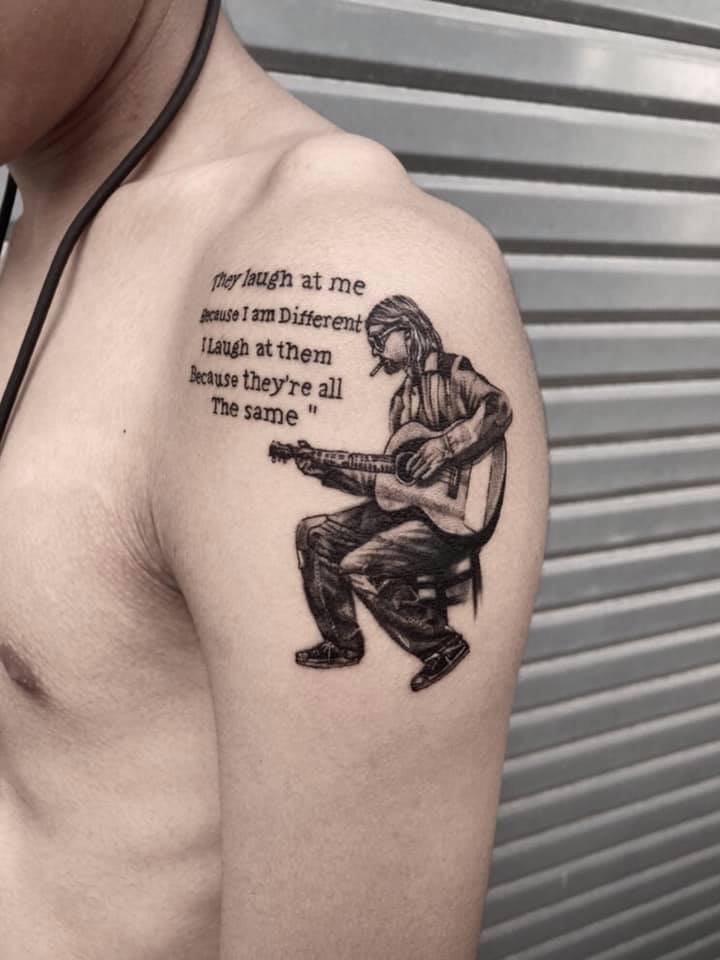 They laugh at me
Because I am Different
I Laugh at them
Because they're all
The same "